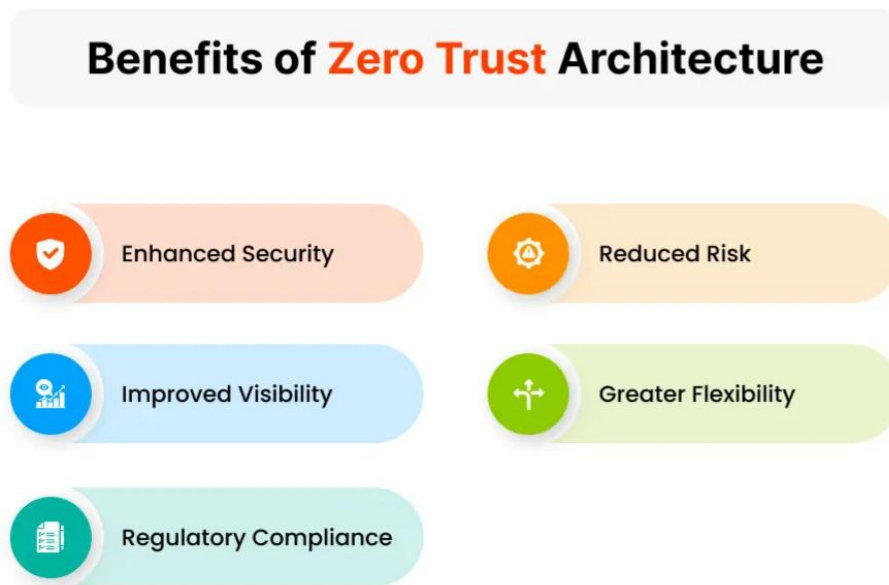 Benefits of Zero Trust Architecture
Enhanced Security
Reduced Risk
Improved Visibility
Greater Flexibility
Regulatory Compliance